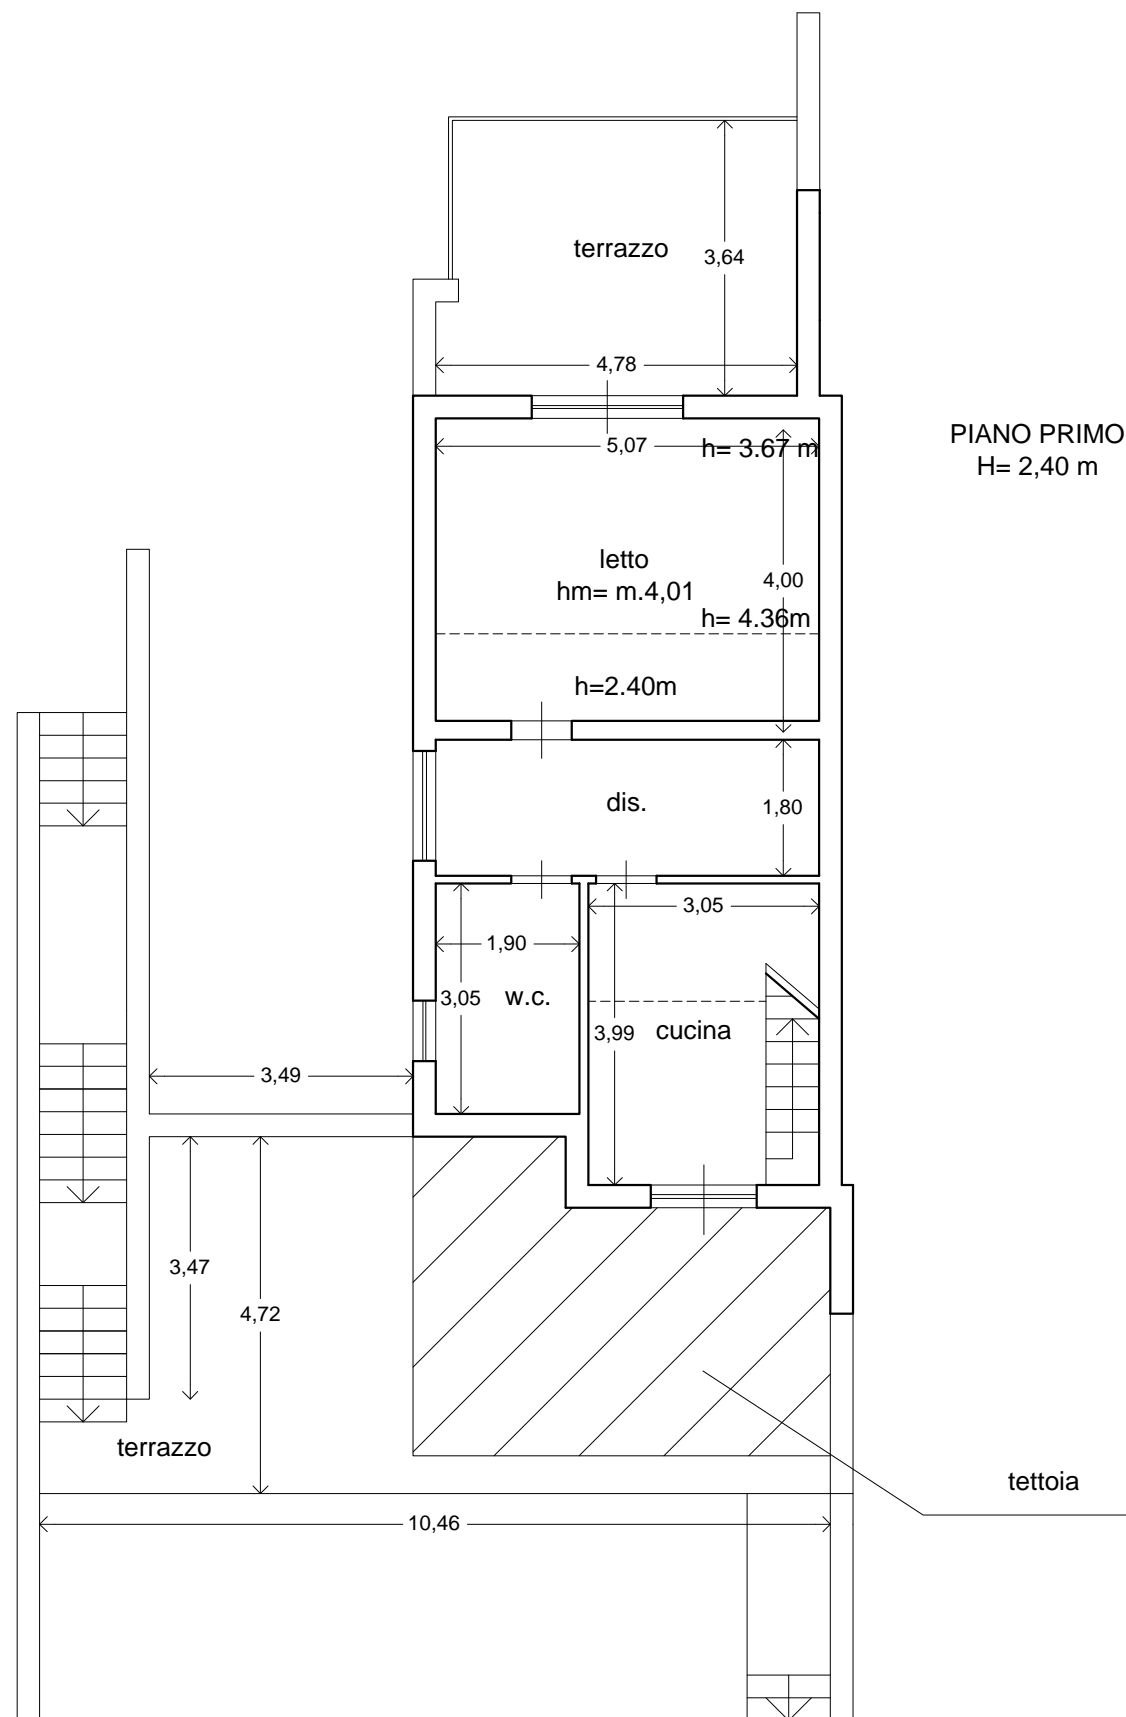 terrazzo
3,64
4,78
5,07
h= 3.67 m
PIANO PRIMO
H= 2,40 m
letto
hm= m.4,01
4,00
h= 4.36m
h=2.40m
dis.
1,80
3,05
1,90
3,05
w.c.
3,99
cucina
3,49
3,47
4,72
terrazzo
tettoia
10,46